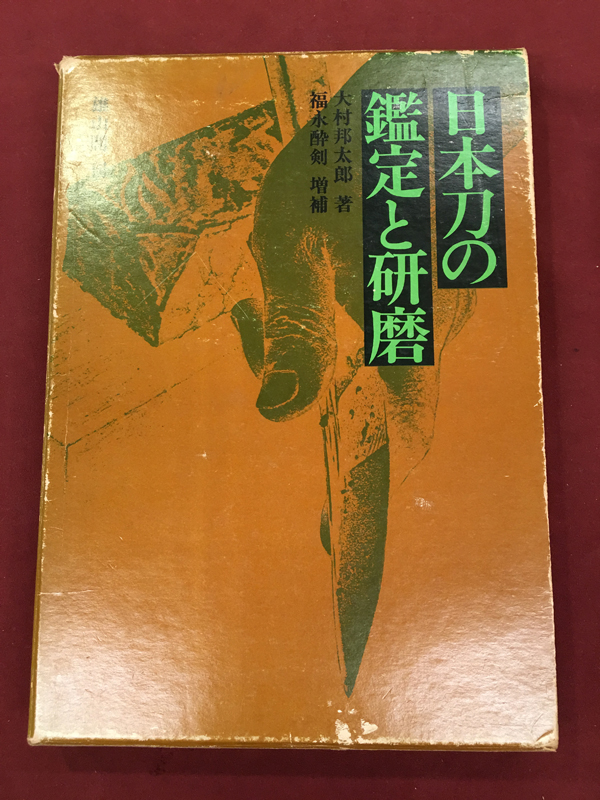 日本刀の
鑑定と研磨
大村邦太郎 著
福永酔剣 増補